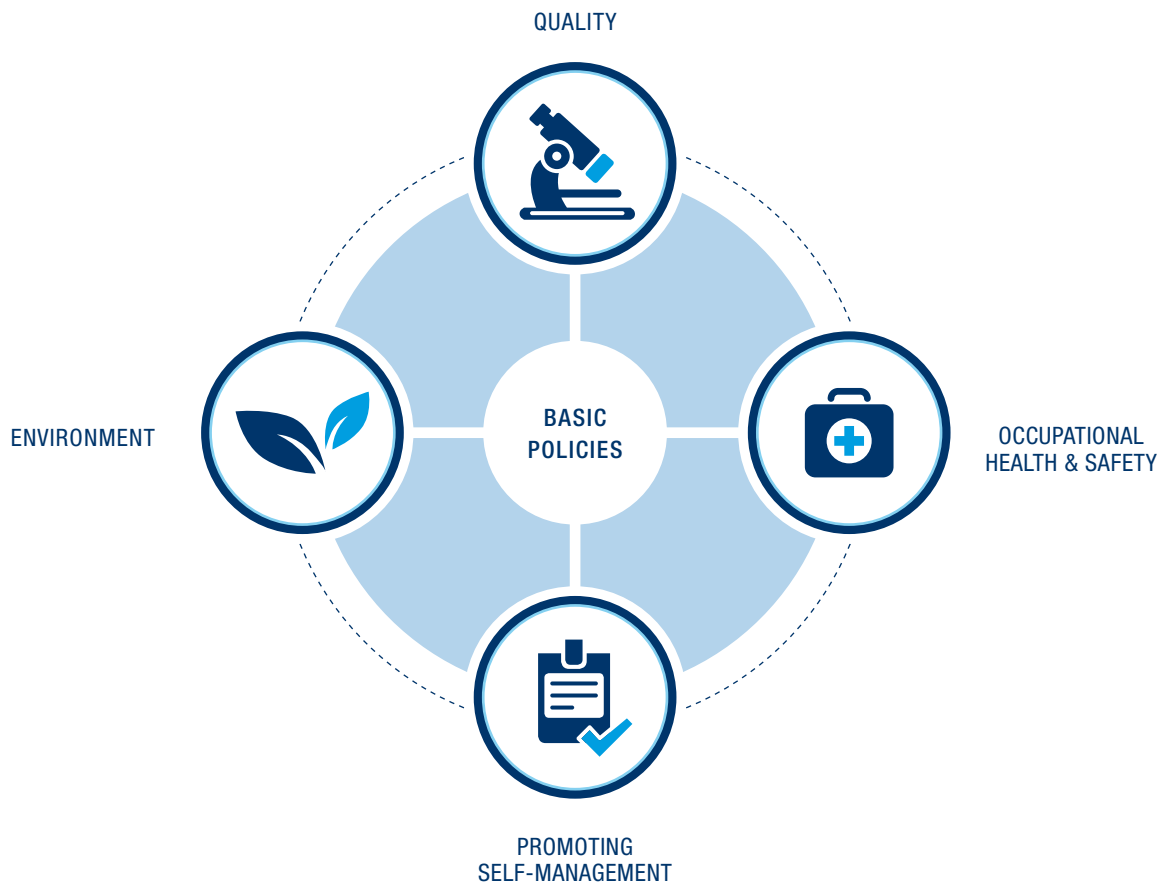 QUALITY
ENVIRONMENT
BASIC
POLICIES
OCCUPATIONAL
HEALTH & SAFETY
PROMOTING
SELF-MANAGEMENT